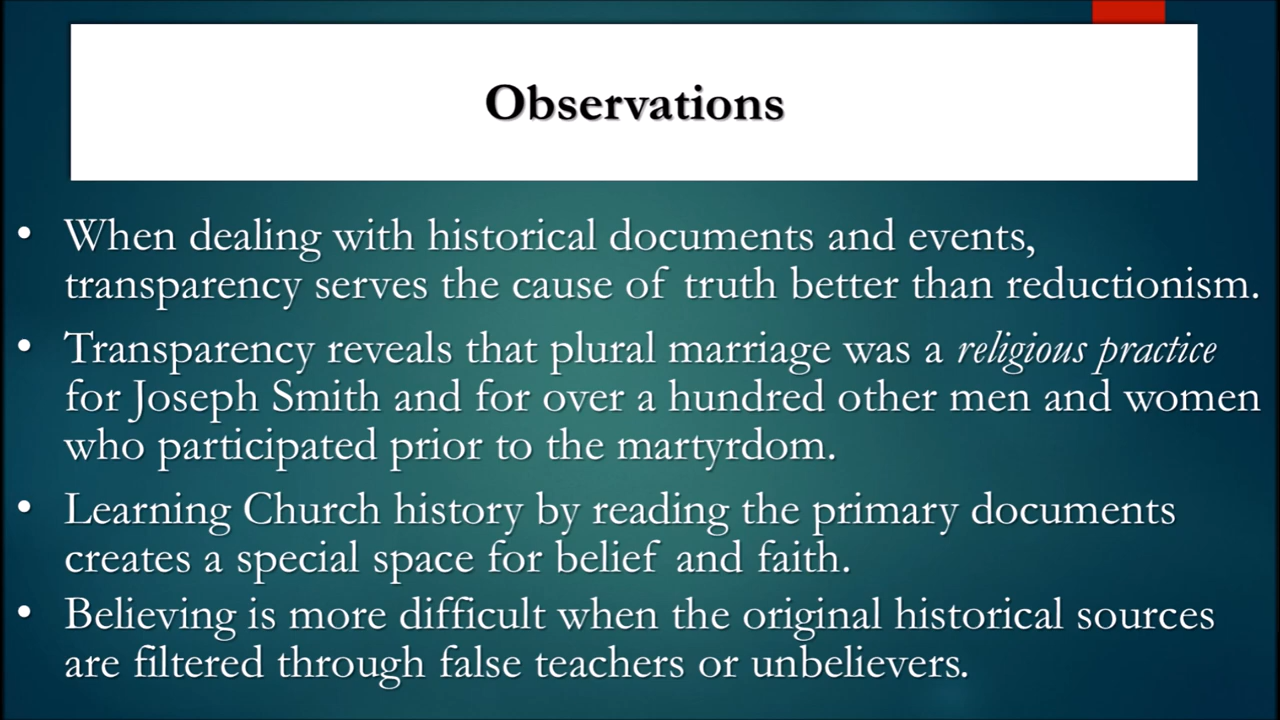 Observations
• When dealing with historical documents and events,
transparency serves the cause of truth better than reductionism.
• Transparency reveals that plural marriage was a religious practice
for Joseph Smith and for over a hundred other men and women
who participated prior to the martyrdom.
• Learning Church history by reading the primary documents
creates a special space for belief and faith.
• Believing is more difficult when the original historical sources
are filtered through false teachers or unbelievers.